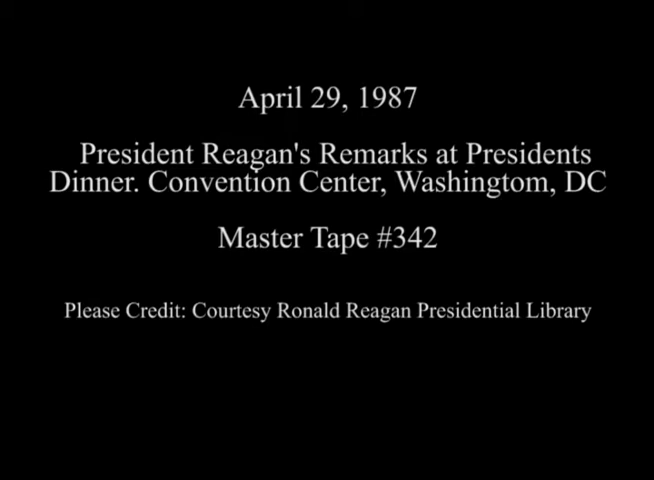 April 29, 1987
President Reagan's Remarks at Presidents
Dinner. Convention Center, Washingtom, DC
Master Tape #342
Please Credit: Courtesy Ronald Reagan Presidential Library